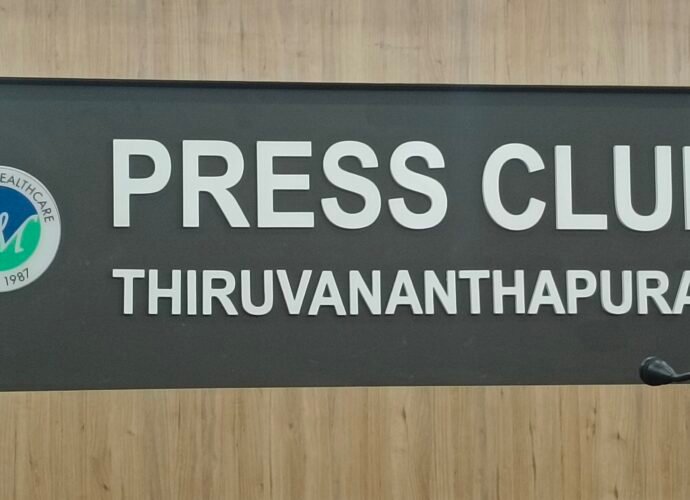 PRESS CLU
THIRUVANANTHAPURA
EALTHCARE
1987